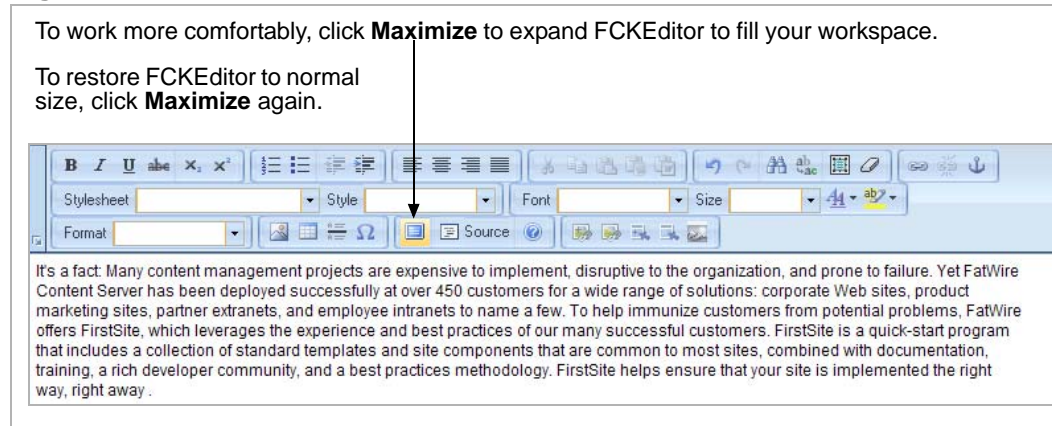 To work more comfortably, click Maximize to expand FCKEditor to fill your workspace.
To restore FCKEditor to normal
size, click Maximize again.
B I U abc x₂ x²
Stylesheet Style Font Size
Format Source
It's a fact: Many content management projects are expensive to implement, disruptive to the organization, and prone to failure. Yet FatWire
Content Server has been deployed successfully at over 450 customers for a wide range of solutions: corporate Web sites, product
marketing sites, partner extranets, and employee intranets to name a few. To help immunize customers from potential problems, FatWire
offers FirstSite, which leverages the experience and best practices of our many successful customers. FirstSite is a quick-start program
that includes a collection of standard templates and site components that are common to most sites, combined with documentation,
training, a rich developer community, and a best practices methodology. FirstSite helps ensure that your site is implemented the right
way, right away .